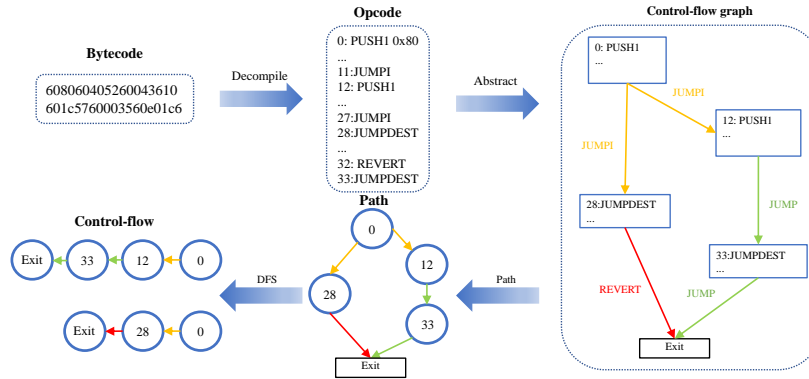 Bytecode
608060405260043610
601c5760003560e01c6
Decompile
Opcode
0: PUSH1 0x80
...
11:JUMPI
12: PUSH1
...
27:JUMPI
28:JUMPDEST
...
32: REVERT
33:JUMPDEST
Abstract
Control-flow graph
0: PUSH1
...
JUMPI
12: PUSH1
...
JUMPI
JUMP
28:JUMPDEST
...
33:JUMPDEST
...
REVERT
JUMP
Exit
Path
Path
0
12
28
33
Exit
DFS
Control-flow
Exit
33
12
0
Exit
28
0